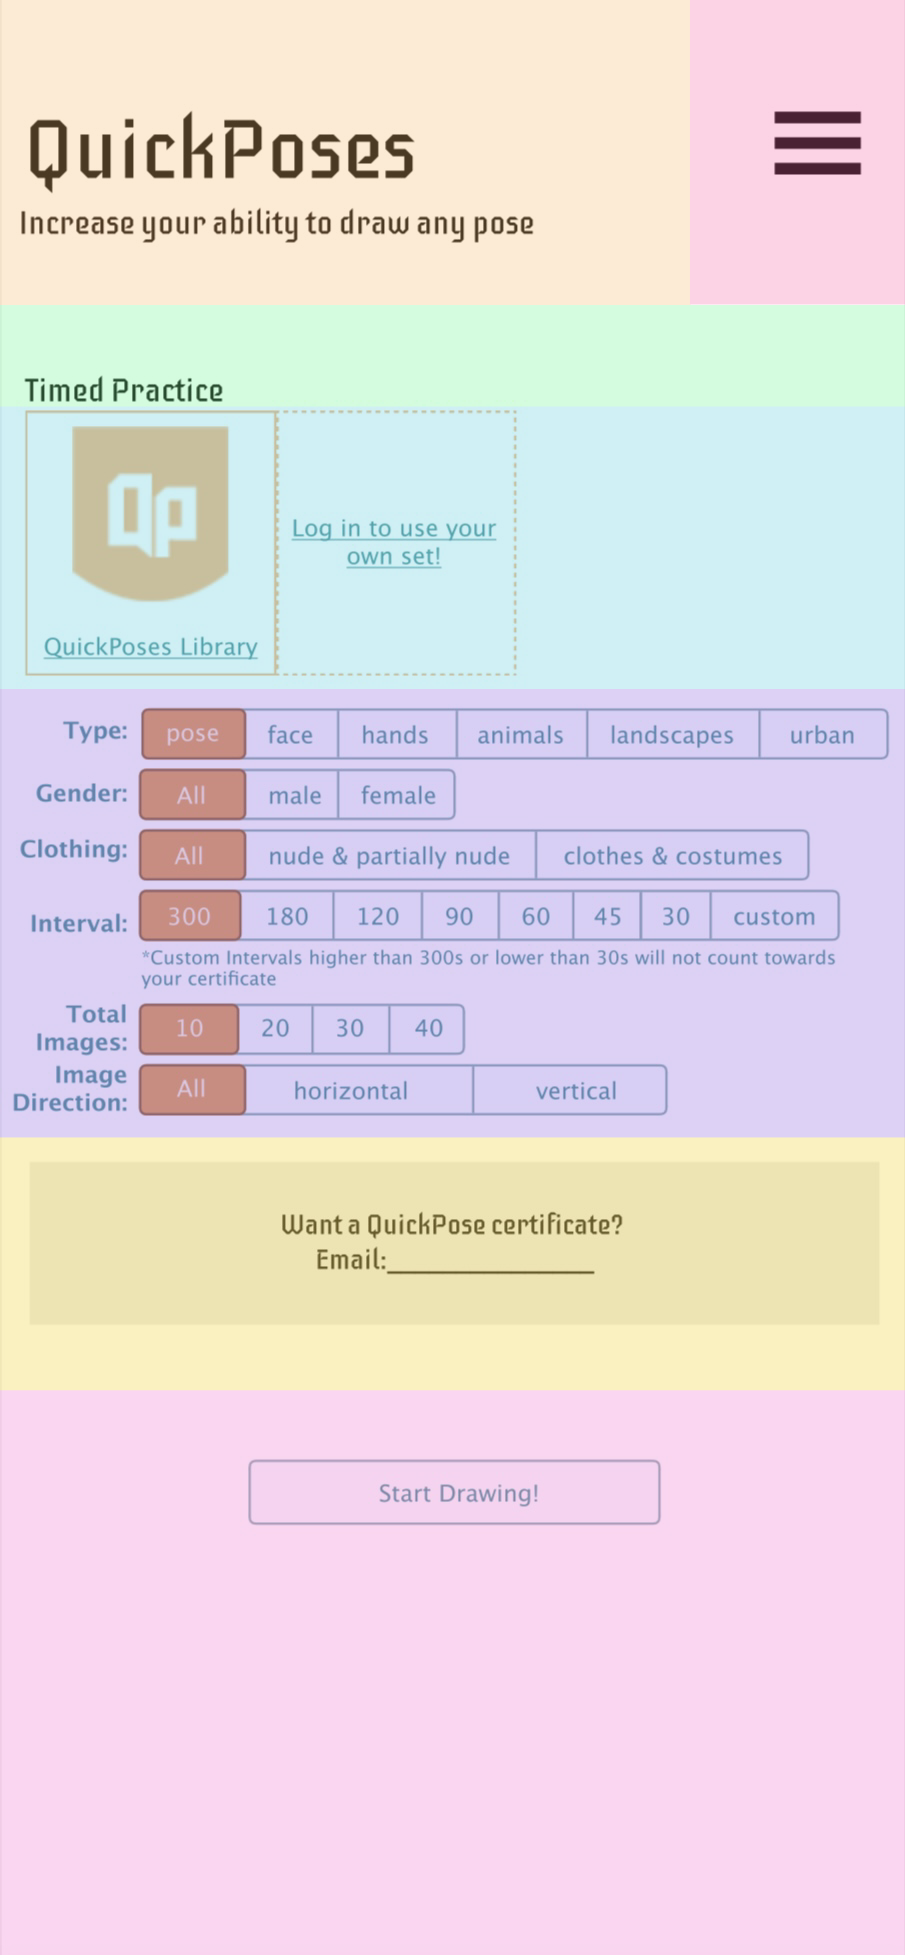 QuickPoses
Increase your ability to draw any pose
Timed Practice
Qp
QuickPoses Library
Log in to use your
own set!
Type: pose face hands animals landscapes urban
Gender: All male female
Clothing: All nude & partially nude clothes & costumes
Interval: 300 180 120 90 60 45 30 custom
*Custom Intervals higher than 300s or lower than 30s will not count towards
your certificate
Total
Images: 10 20 30 40
Image
Direction: All horizontal vertical
Want a QuickPose certificate?
Email:_______________
Start Drawing!